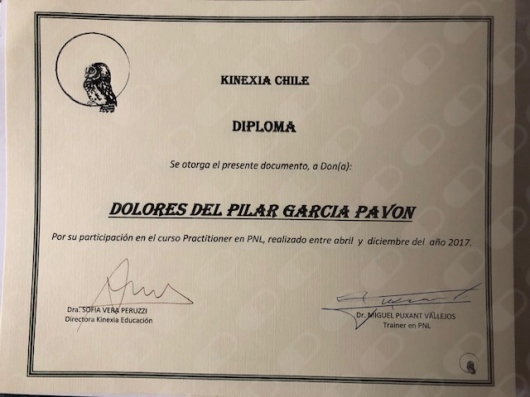 KINEXIA CHILE
DIPLOMA
Se otorga el presente documento, a Don(a):
DOLORES DEL PILAR GARCIA PAVON
Por su participación en el curso Practitioner en PNL, realizado entre abril y diciembre del año 2017.
Dra. SOFIA VERA PERUZZI
Directora Kinexia Educación
Dr. MIGUEL PUXANT VALLEJOS
Trainer en PNL